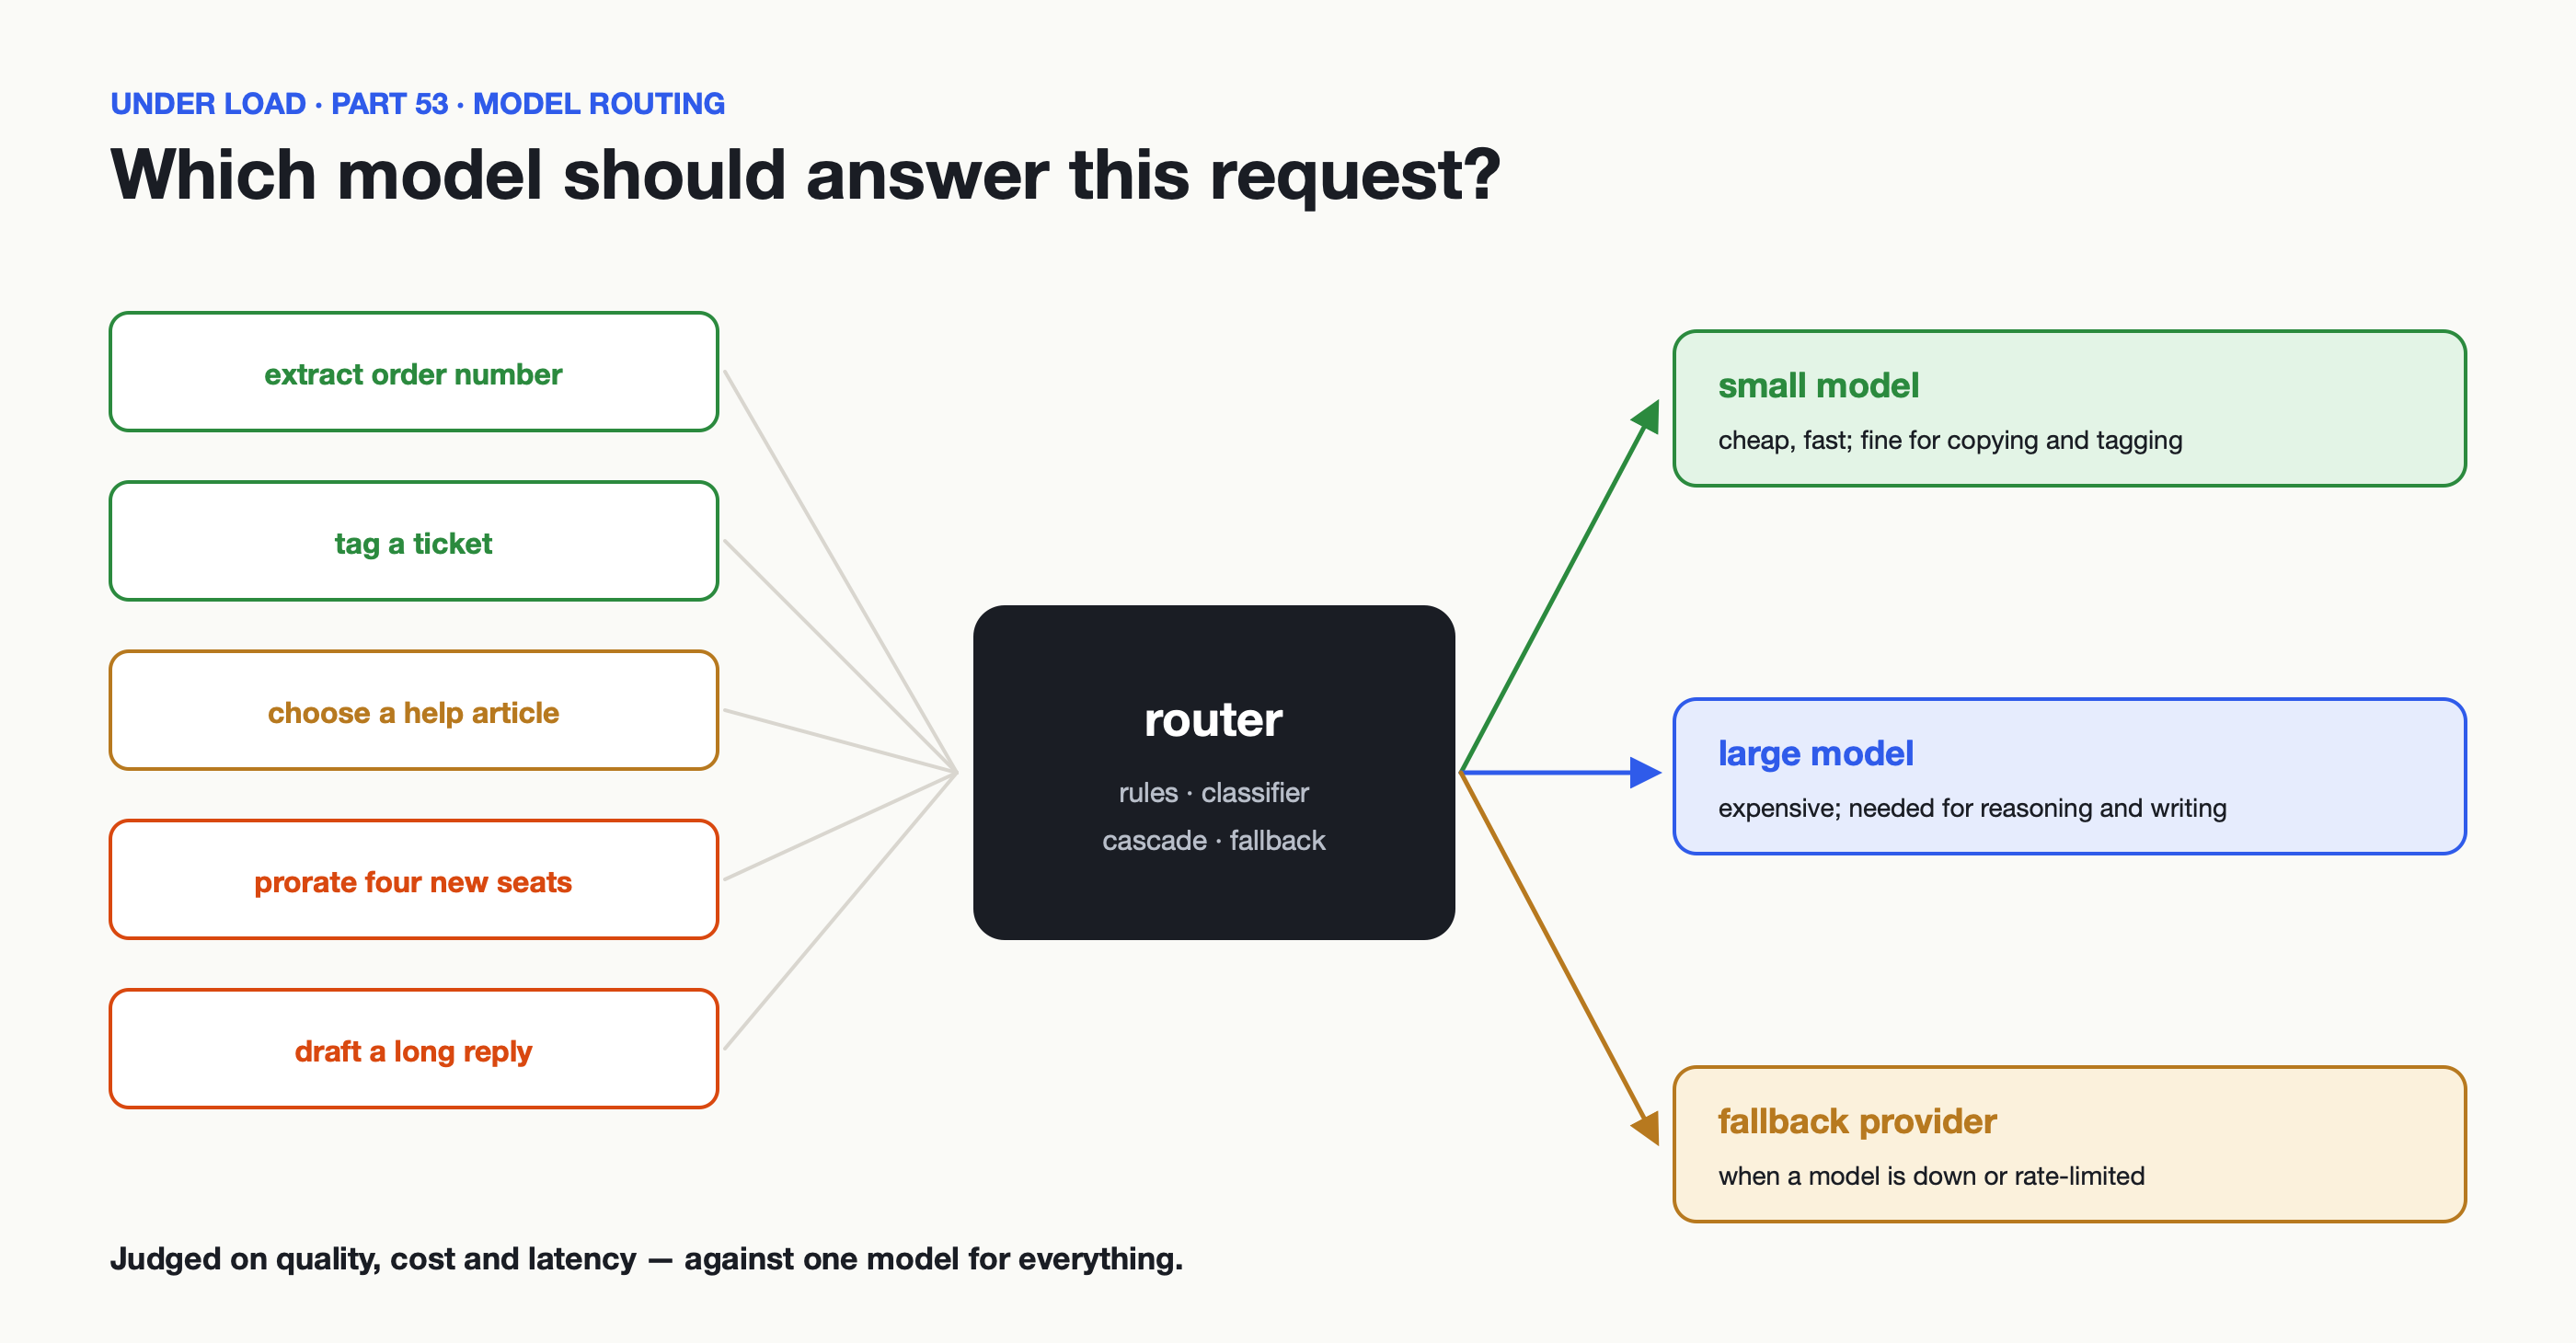 UNDER LOAD · PART 53 · MODEL ROUTING
Which model should answer this request?
extract order number
tag a ticket
choose a help article
prorate four new seats
draft a long reply
router
rules · classifier
cascade · fallback
small model
cheap, fast; fine for copying and tagging
large model
expensive; needed for reasoning and writing
fallback provider
when a model is down or rate-limited
Judged on quality, cost and latency — against one model for everything.